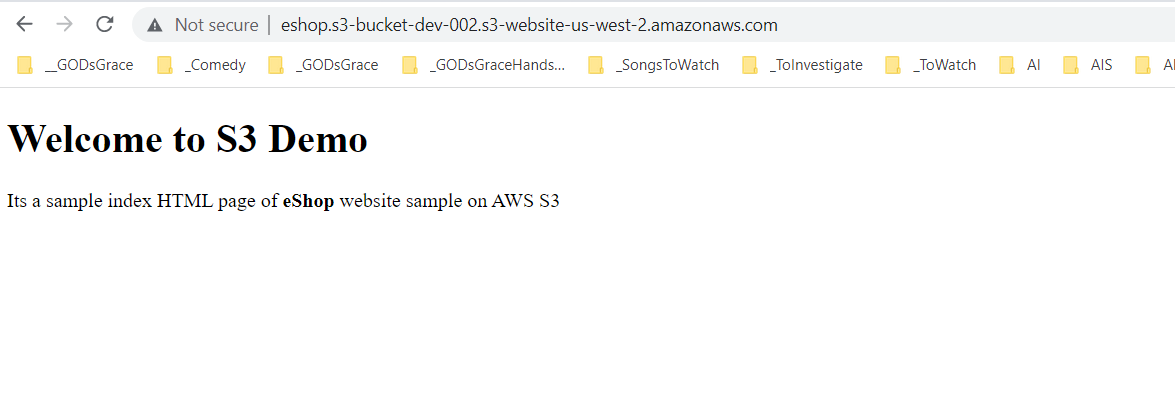 Not secure | eshop.s3-bucket-dev-002.s3-website-us-west-2.amazonaws.com
__GODsGrace _Comedy _GODsGrace _GODsGraceHands... _SongsToWatch _ToInvestigate _ToWatch AI AIS
Welcome to S3 Demo
Its a sample index HTML page of eShop website sample on AWS S3